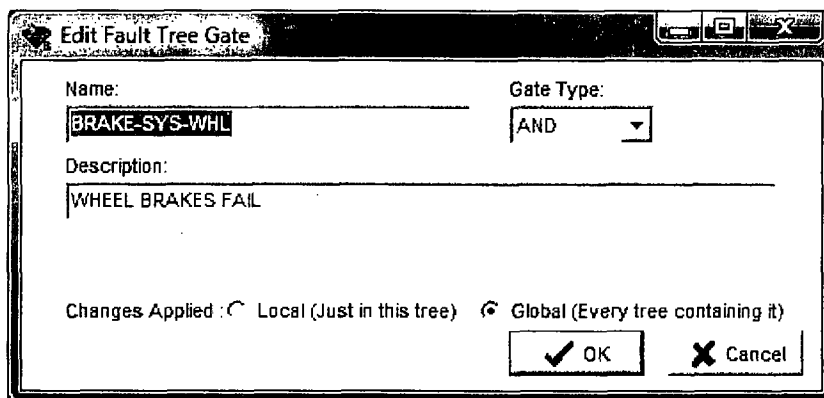 Edit Fault Tree Gate
Name:
Gate Type:
BRAKE-SYS-WHL
AND
Description:
WHEEL BRAKES FAIL
Changes Applied : Local (Just in this tree) Global (Every tree containing it)
OK Cancel